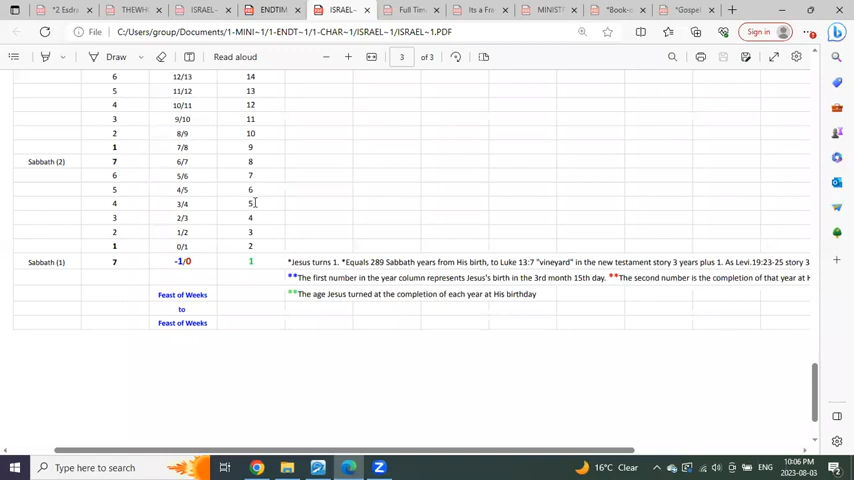 *2 Esdra
THEWHO
ISRAEL-
ENDTIM
ISRAEL-
Full Tim
Its a Fre
MINIST
*Book-o
*Gospel
File
C:/Users/group/Documents/1-MINI~1/1-ENDT~1/1-CHAR~1/ISRAEL~1/ISRAEL~1.PDF
Sign in
Draw
Read aloud
3 of 3
6 12/13 14
5 11/12 13
4 10/11 12
3 9/10 11
2 8/9 10
1 7/8 9
Sabbath (2) 7 6/7 8
6 5/6 7
5 4/5 6
4 3/4 5
3 2/3 4
2 1/2 3
1 0/1 2
Sabbath (1) 7 -1/0 1 *Jesus turns 1. *Equals 289 Sabbath years from His birth, to Luke 13:7 "vineyard" in the new testament story 3 years plus 1. As Levi.19:23-25 story 3
**The first number in the year column represents Jesus's birth in the 3rd month 15th day. **The second number is the completion of that year at H
Feast of Weeks **The age Jesus turned at the completion of each year at His birthday
to
Feast of Weeks
Type here to search
16°C Clear
ENG
10:06 PM
2023-08-03
2